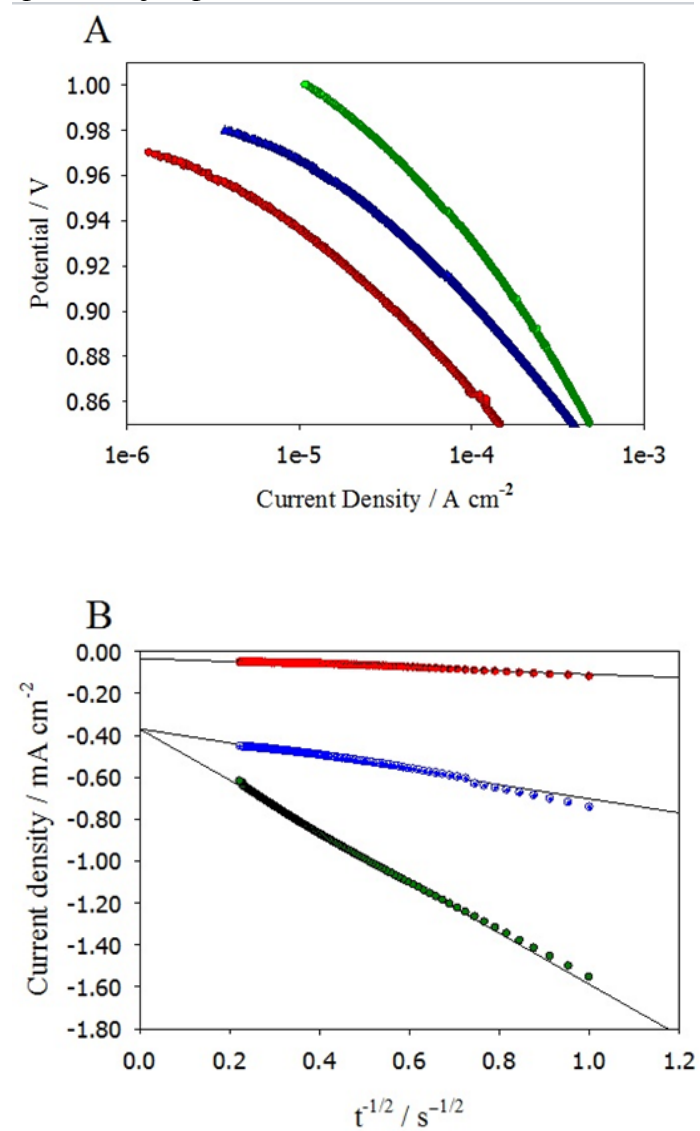 A
1.00
0.98
0.96
0.94
0.92
0.90
0.88
0.86
Potential / V
1e-6 1e-5 1e-4 1e-3
Current Density / A cm⁻²
B
0.00
-0.20
-0.40
-0.60
-0.80
-1.00
-1.20
-1.40
-1.60
-1.80
Current density / mA cm⁻²
0.0 0.2 0.4 0.6 0.8 1.0 1.2
t⁻¹/² / s⁻¹/²